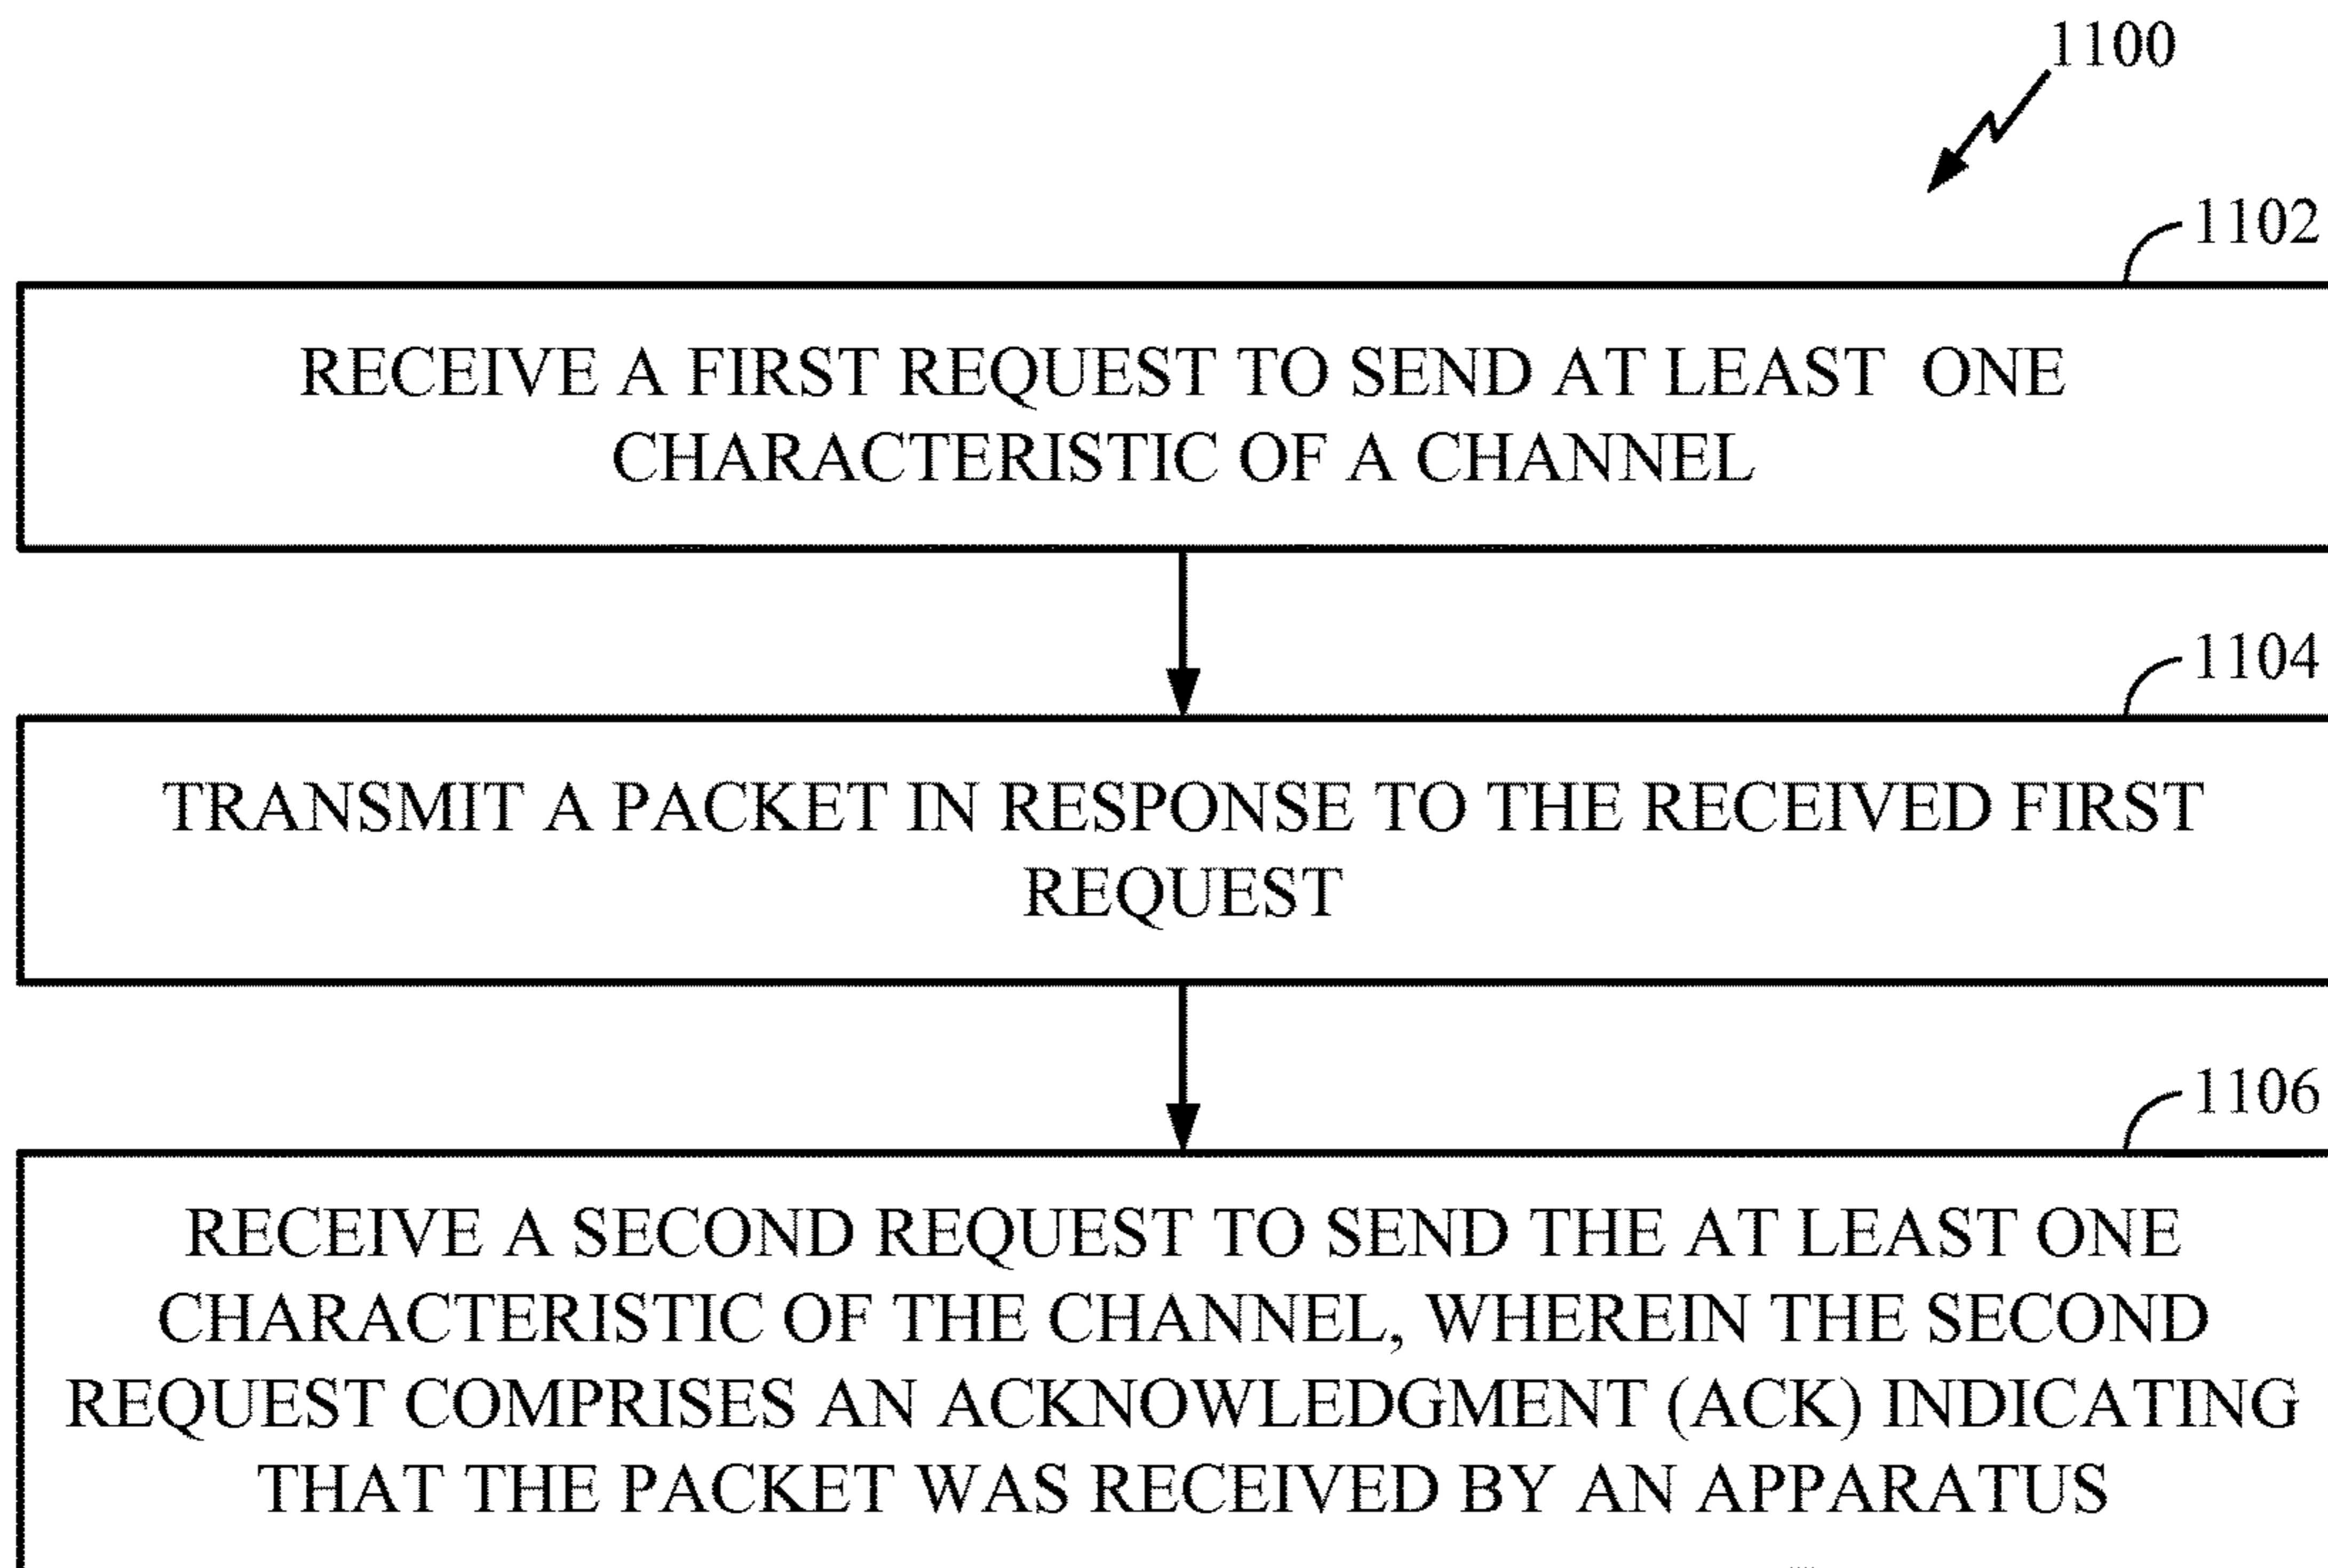 1100
1102
RECEIVE A FIRST REQUEST TO SEND AT LEAST ONE
CHARACTERISTIC OF A CHANNEL
1104
TRANSMIT A PACKET IN RESPONSE TO THE RECEIVED FIRST
REQUEST
1106
RECEIVE A SECOND REQUEST TO SEND THE AT LEAST ONE
CHARACTERISTIC OF THE CHANNEL, WHEREIN THE SECOND
REQUEST COMPRISES AN ACKNOWLEDGMENT (ACK) INDICATING
THAT THE PACKET WAS RECEIVED BY AN APPARATUS